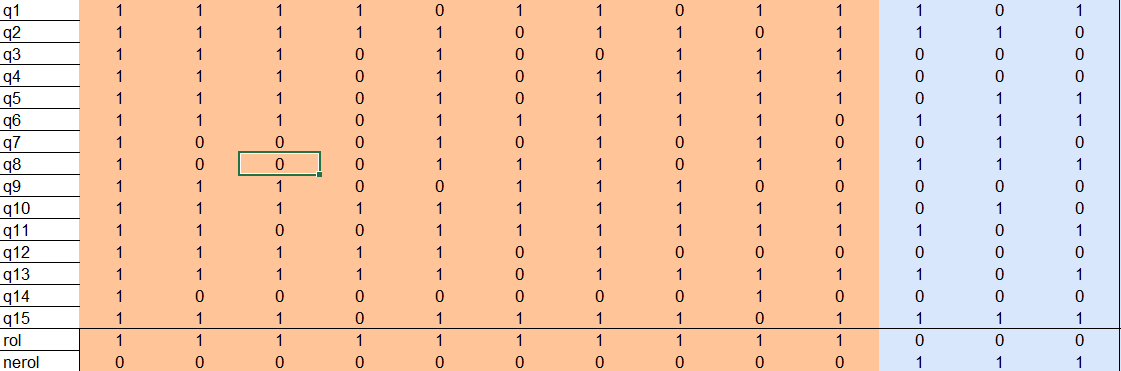 q1 1 1 1 1 0 1 1 0 1 1 1 0 1
q2 1 1 1 1 1 0 1 1 0 1 1 1 0
q3 1 1 1 0 1 0 0 1 1 1 0 0 0
q4 1 1 1 0 1 0 1 1 1 1 0 0 0
q5 1 1 1 0 1 0 1 1 1 1 0 1 1
q6 1 1 1 0 1 1 1 1 1 0 1 1 1
q7 1 0 0 0 1 0 1 0 1 0 0 1 0
q8 1 0 0 0 1 1 1 0 1 1 1 1 1
q9 1 1 1 0 0 1 1 1 0 0 0 0 0
q10 1 1 1 1 1 1 1 1 1 1 0 1 0
q11 1 1 0 0 1 1 1 1 1 1 1 0 1
q12 1 1 1 1 1 0 1 0 0 0 0 0 0
q13 1 1 1 1 1 0 1 1 1 1 1 0 1
q14 1 0 0 0 0 0 0 0 1 0 0 0 0
q15 1 1 1 0 1 1 1 1 0 1 1 1 1
rol 1 1 1 1 1 1 1 1 1 1 0 0 0
nerol 0 0 0 0 0 0 0 0 0 0 1 1 1